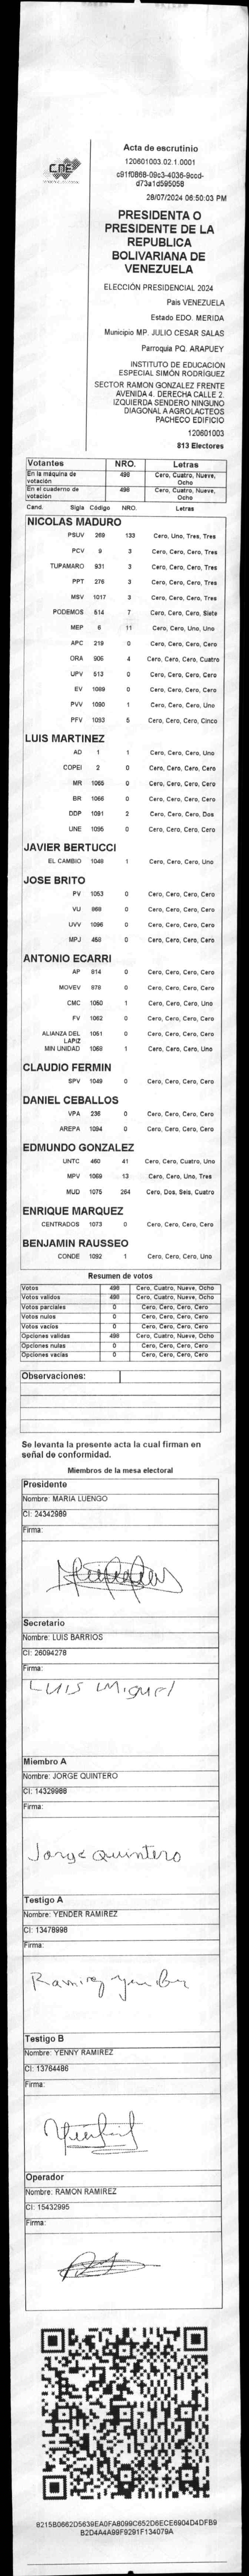 CNE
Acta de escrutinio
120601003.02.1.0001
c91f0868-09c3-4036-9ccd-
d73a1d595058
28/07/2024 06:50:03 PM
PRESIDENTA O
PRESIDENTE DE LA
REPUBLICA
BOLIVARIANA DE
VENEZUELA
ELECCIÓN PRESIDENCIAL 2024
Pais VENEZUELA
Estado EDO. MERIDA
Municipio MP. JULIO CESAR SALAS
Parroquia PQ. ARAPUEY
INSTITUTO DE EDUCACIÓN
ESPECIAL SIMÓN RODRÍGUEZ
SECTOR RAMON GONZALEZ FRENTE
AVENIDA 4. DERECHA CALLE 2.
IZQUIERDA SENDERO NINGUNO
DIAGONAL A AGROLACTEOS
PACHECO EDIFICIO
120601003
813 Electores
Votantes NRO. Letras
En la máquina de votación 498 Cero, Cuatro, Nueve, Ocho
En el cuaderno de votación 498 Cero, Cuatro, Nueve, Ocho
Cand. Sigla Código NRO. Letras
NICOLAS MADURO
PSUV 269 133 Cero, Uno, Tres, Tres
PCV 9 3 Cero, Cero, Cero, Tres
TUPAMARO 931 3 Cero, Cero, Cero, Tres
PPT 276 3 Cero, Cero, Cero, Tres
MSV 1017 3 Cero, Cero, Cero, Tres
PODEMOS 514 7 Cero, Cero, Cero, Siete
MEP 6 11 Cero, Cero, Uno, Uno
APC 219 0 Cero, Cero, Cero, Cero
ORA 906 4 Cero, Cero, Cero, Cuatro
UPV 513 0 Cero, Cero, Cero, Cero
EV 1089 0 Cero, Cero, Cero, Cero
PVV 1090 1 Cero, Cero, Cero, Uno
PFV 1093 5 Cero, Cero, Cero, Cinco
LUIS MARTINEZ
AD 1 1 Cero, Cero, Cero, Uno
COPEI 2 0 Cero, Cero, Cero, Cero
MR 1065 0 Cero, Cero, Cero, Cero
BR 1066 0 Cero, Cero, Cero, Cero
DDP 1091 2 Cero, Cero, Cero, Dos
UNE 1095 0 Cero, Cero, Cero, Cero
JAVIER BERTUCCI
EL CAMBIO 1048 1 Cero, Cero, Cero, Uno
JOSE BRITO
PV 1053 0 Cero, Cero, Cero, Cero
VU 868 0 Cero, Cero, Cero, Cero
UVV 1096 0 Cero, Cero, Cero, Cero
MPJ 458 0 Cero, Cero, Cero, Cero
ANTONIO ECARRI
AP 814 0 Cero, Cero, Cero, Cero
MOVEV 878 0 Cero, Cero, Cero, Cero
CMC 1050 1 Cero, Cero, Cero, Uno
FV 1062 0 Cero, Cero, Cero, Cero
ALIANZA DEL LAPIZ 1051 0 Cero, Cero, Cero, Cero
MIN UNIDAD 1068 1 Cero, Cero, Cero, Uno
CLAUDIO FERMIN
SPV 1049 0 Cero, Cero, Cero, Cero
DANIEL CEBALLOS
VPA 236 0 Cero, Cero, Cero, Cero
AREPA 1094 0 Cero, Cero, Cero, Cero
EDMUNDO GONZALEZ
UNTC 460 41 Cero, Cero, Cuatro, Uno
MPV 1069 13 Cero, Cero, Uno, Tres
MUD 1075 264 Cero, Dos, Seis, Cuatro
ENRIQUE MARQUEZ
CENTRADOS 1073 0 Cero, Cero, Cero, Cero
BENJAMIN RAUSSEO
CONDE 1092 1 Cero, Cero, Cero, Uno
Resumen de votos
Votos 498 Cero, Cuatro, Nueve, Ocho
Votos validos 498 Cero, Cuatro, Nueve, Ocho
Votos parciales 0 Cero, Cero, Cero, Cero
Votos nulos 0 Cero, Cero, Cero, Cero
Votos vacios 0 Cero, Cero, Cero, Cero
Opciones validas 498 Cero, Cuatro, Nueve, Ocho
Opciones nulas 0 Cero, Cero, Cero, Cero
Opciones vacias 0 Cero, Cero, Cero, Cero
Observaciones:
Se levanta la presente acta la cual firman en
señal de conformidad.
Miembros de la mesa electoral
Presidente
Nombre: MARIA LUENGO
CI: 24342989
Firma:
Secretario
Nombre: LUIS BARRIOS
CI: 26094278
Firma:
Luis Miguel
Miembro A
Nombre: JORGE QUINTERO
CI: 14329988
Firma:
Jorge Quintero
Testigo A
Nombre: YENDER RAMIREZ
CI: 13478998
Firma:
Ramirez Yender
Testigo B
Nombre: YENNY RAMIREZ
CI: 13764486
Firma:
Operador
Nombre: RAMON RAMIREZ
CI: 15432995
Firma:
8215B0662D5639EA0FA8099C652D6ECE6904D4DFB9
B2D4A4A99F9291F134079A